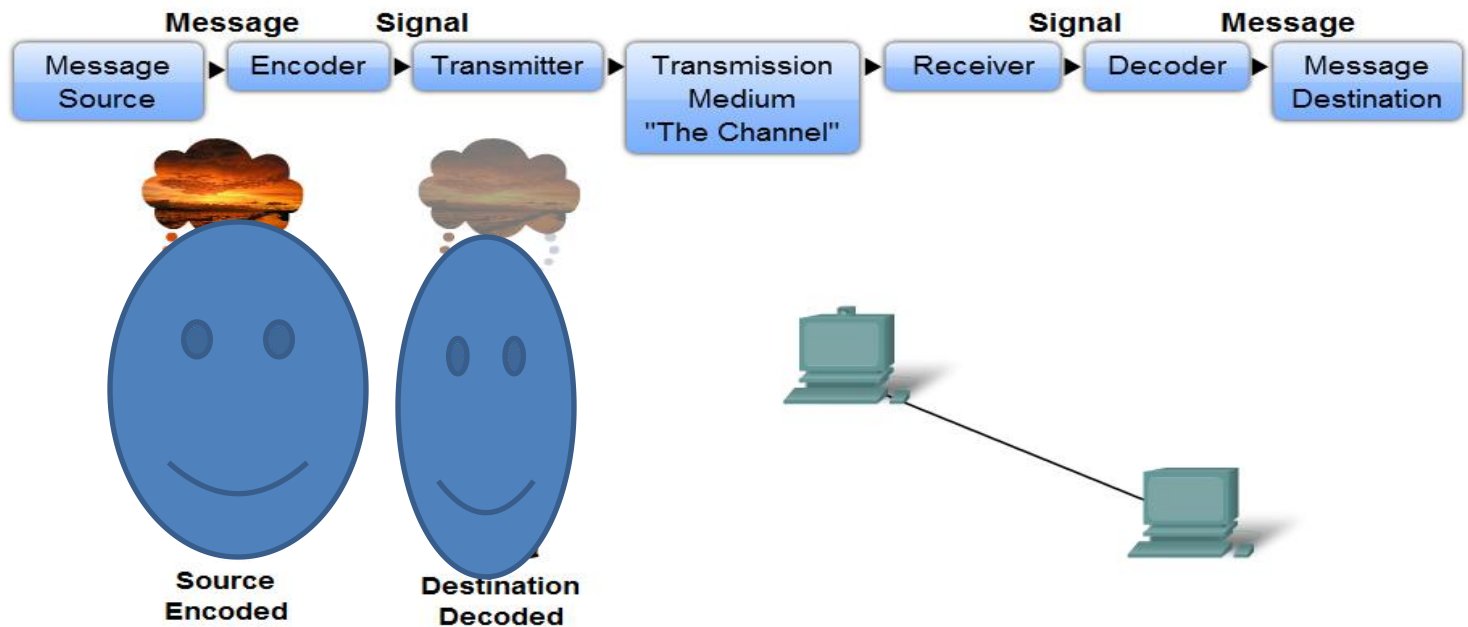 Message Signal Signal Message
Message Source
Encoder
Transmitter
Transmission Medium "The Channel"
Receiver
Decoder
Message Destination
Source
Encoded
Destination
Decoded